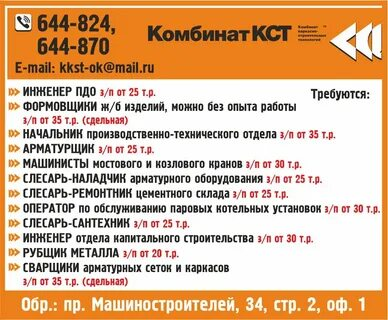 644-824,
644-870
Комбинат КСТ
Комбинат
каркасно-
строительных
технологий
E-mail: kkst-ok@mail.ru
Требуются:
ИНЖЕНЕР ПДО з/п от 25 т.р.
ФОРМОВЩИКИ ж/б изделий, можно без опыта работы
з/п от 35 т.р. (сдельная)
НАЧАЛЬНИК производственно-технического отдела з/п от 35 т.р.
АРМАТУРЩИК з/п от 25 т.р.
МАШИНИСТЫ мостового и козлового кранов з/п от 30 т.р.
СЛЕСАРЬ-НАЛАДЧИК арматурного оборудования з/п от 25 т.р.
СЛЕСАРЬ-РЕМОНТНИК цементного склада з/п от 25 т.р.
ОПЕРАТОР по обслуживанию паровых котельных установок з/п от 30 т.р.
СЛЕСАРЬ-САНТЕХНИК з/п от 25 т.р.
ИНЖЕНЕР отдела капитального строительства з/п от 30 т.р.
РУБЩИК МЕТАЛЛА з/п от 20 т.р.
СВАРЩИКИ арматурных сеток и каркасов
з/п от 35 т.р. (сдельная)
Обр.: пр. Машиностроителей, 34, стр. 2, оф. 1